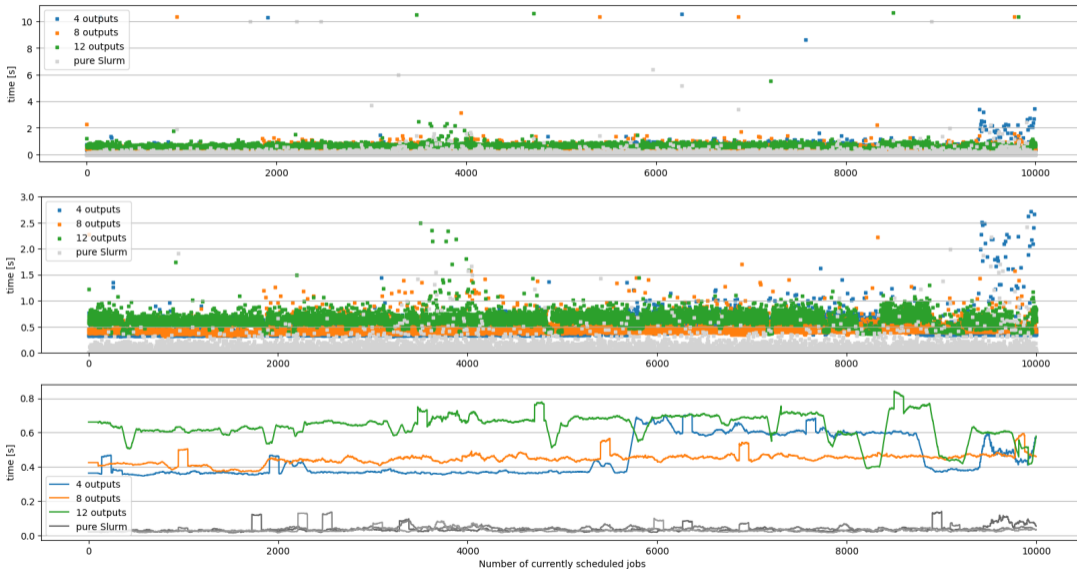 10
8
6
4
2
0
time [s]
4 outputs
8 outputs
12 outputs
pure Slurm
0 2000 4000 6000 8000 10000
3.0
2.5
2.0
1.5
1.0
0.5
0.0
time [s]
4 outputs
8 outputs
12 outputs
pure Slurm
0 2000 4000 6000 8000 10000
0.8
0.6
0.4
0.2
0.0
time [s]
4 outputs
8 outputs
12 outputs
pure Slurm
0 2000 4000 6000 8000 10000
Number of currently scheduled jobs